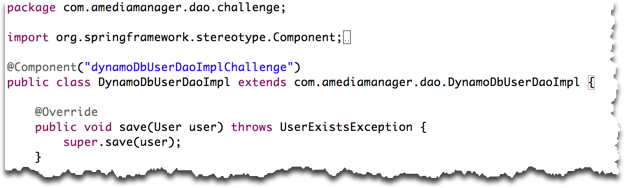 package com.amediamanager.dao.challenge;
import org.springframework.stereotype.Component;
@Component("dynamoDbUserDaoImplChallenge")
public class DynamoDbUserDaoImpl extends com.amediamanager.dao.DynamoDbUserDaoImpl {
@Override
public void save(User user) throws UserExistsException {
super.save(user);
}